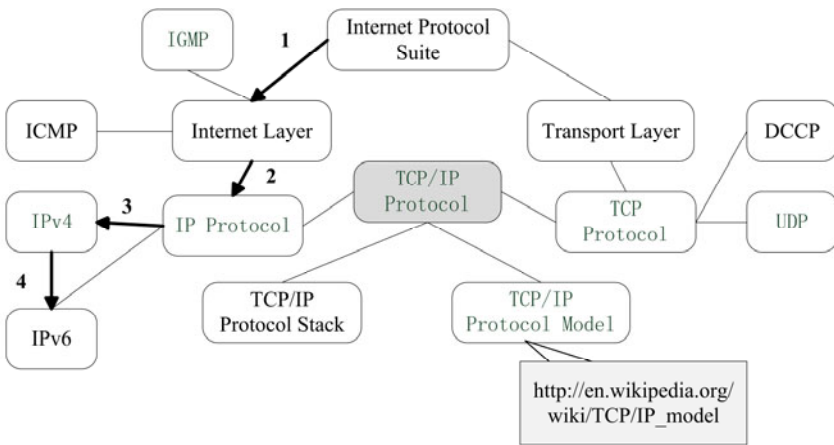 IGMP
1
Internet Protocol
Suite
ICMP
Internet Layer
Transport Layer
DCCP
2
TCP/IP
Protocol
IPv4
3
IP Protocol
TCP
Protocol
UDP
4
IPv6
TCP/IP
Protocol Stack
TCP/IP
Protocol Model
http://en.wikipedia.org/
wiki/TCP/IP_model